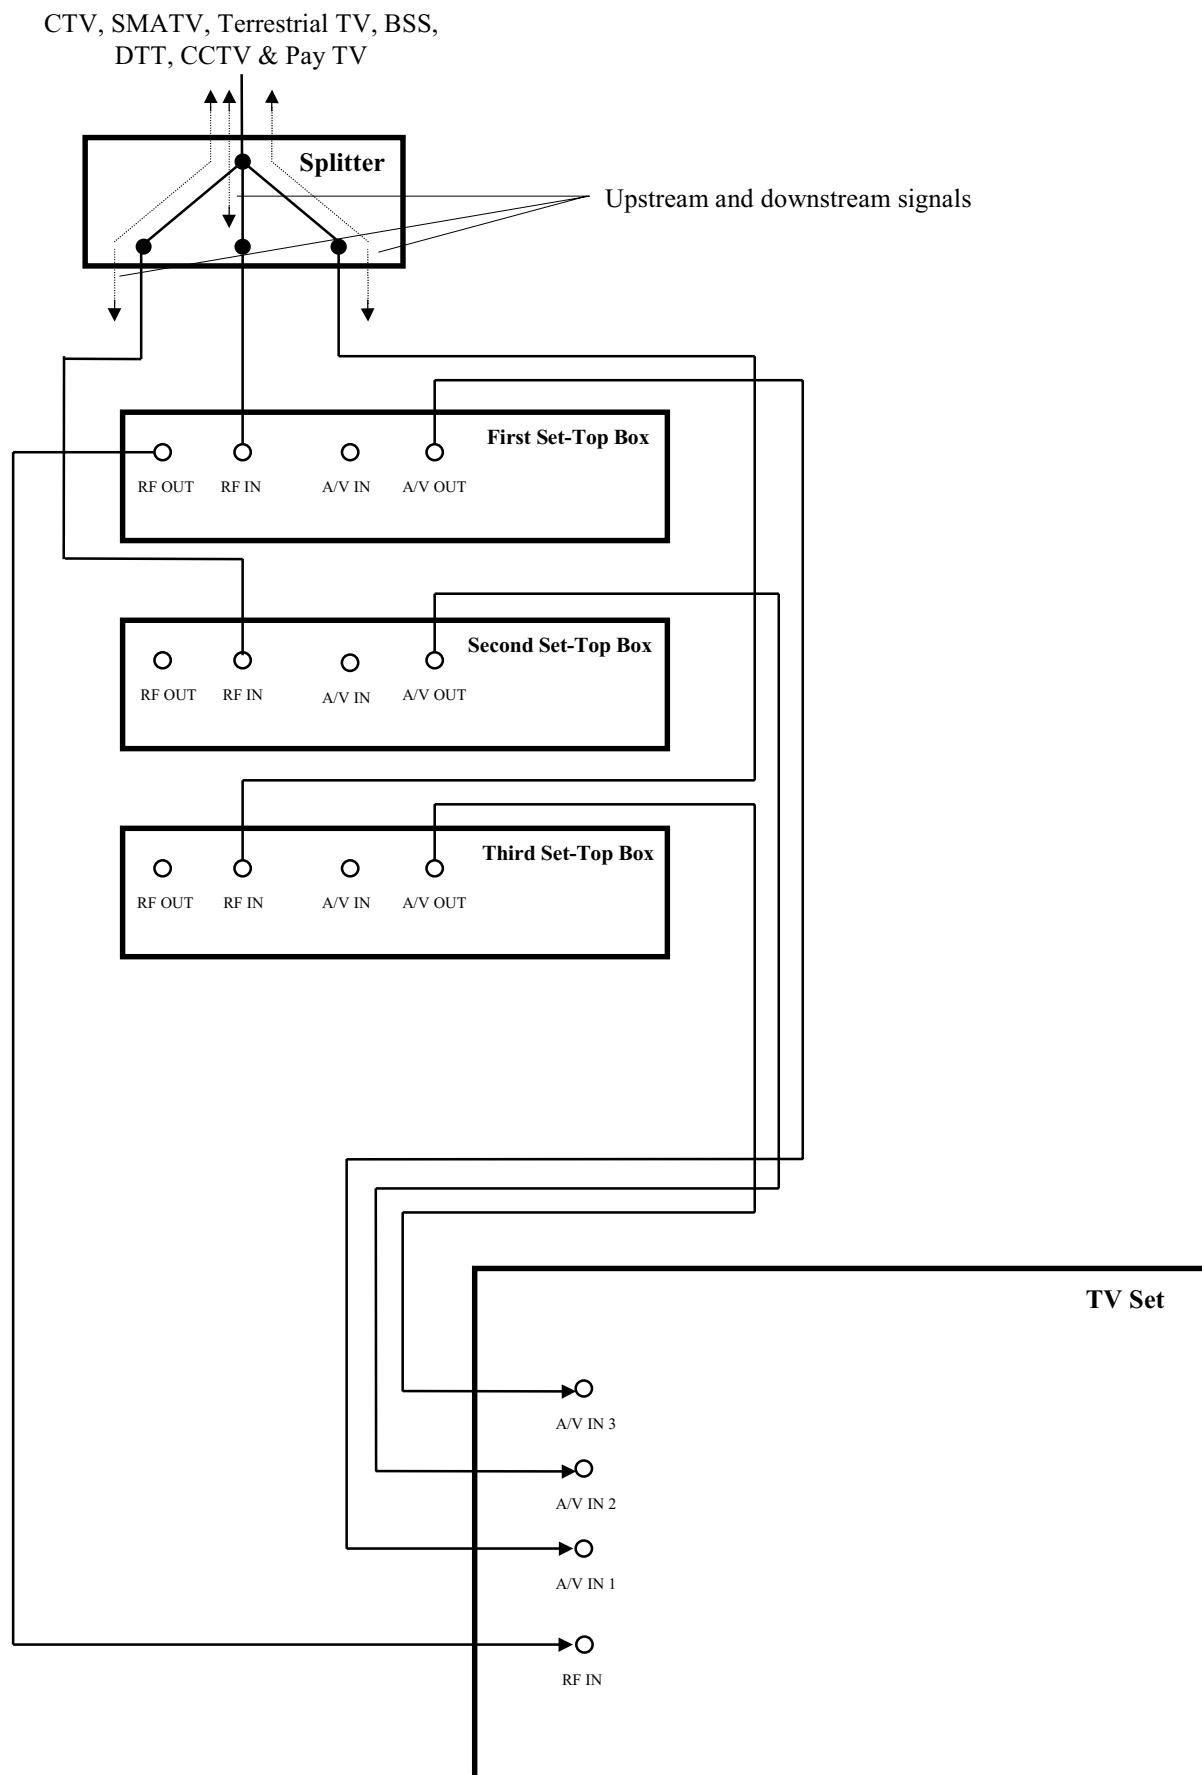 CTV, SMATV, Terrestrial TV, BSS,
DTT, CCTV & Pay TV
Splitter
Upstream and downstream signals
First Set-Top Box
RF OUT RF IN A/V IN A/V OUT
Second Set-Top Box
RF OUT RF IN A/V IN A/V OUT
Third Set-Top Box
RF OUT RF IN A/V IN A/V OUT
TV Set
A/V IN 3
A/V IN 2
A/V IN 1
RF IN